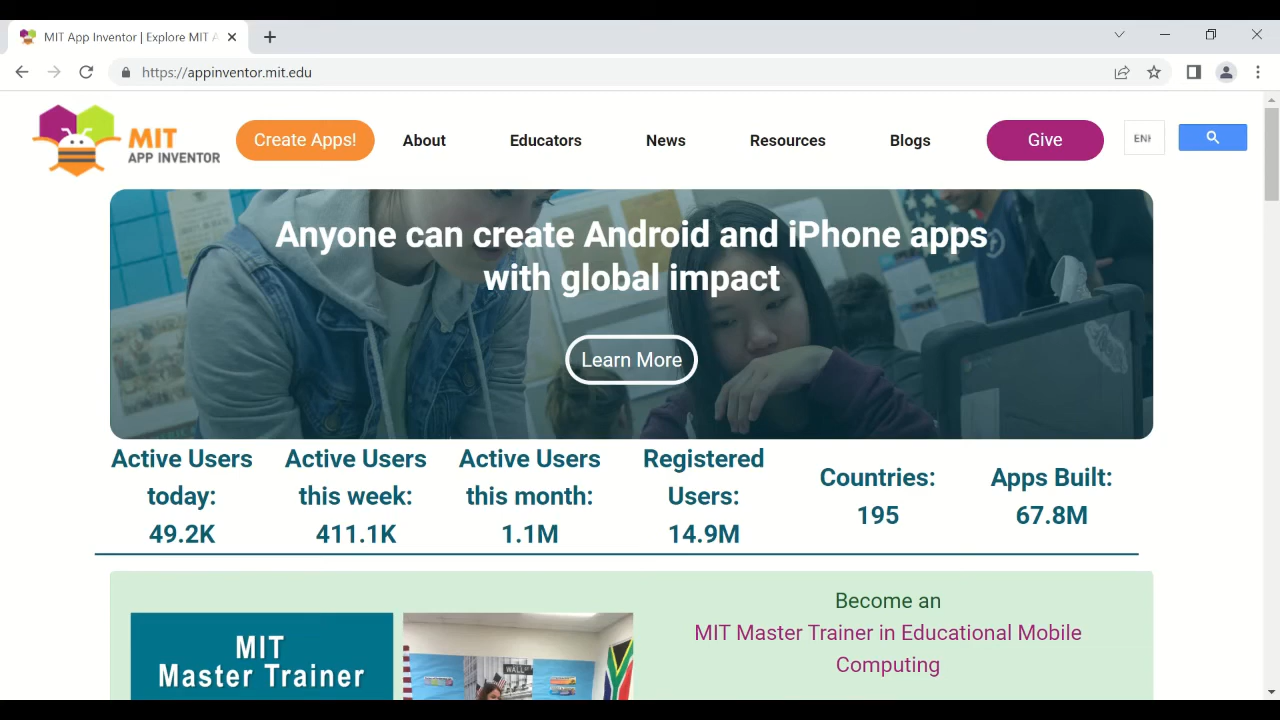 MIT App Inventor | Explore MIT A
https://appinventor.mit.edu
MIT
APP INVENTOR
Create Apps!
About
Educators
News
Resources
Blogs
Give
Anyone can create Android and iPhone apps
with global impact
Learn More
Active Users
today:
49.2K
Active Users
this week:
411.1K
Active Users
this month:
1.1M
Registered
Users:
14.9M
Countries:
195
Apps Built:
67.8M
MIT
Master Trainer
WALL
Become an
MIT Master Trainer in Educational Mobile
Computing